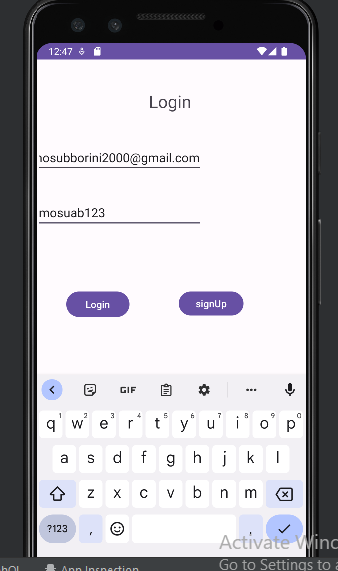 12:47
Login
nosubborini2000@gmail.com
mosuab123
Login signUp
GIF
q1 w2 e3 r4 t5 y6 u7 i8 o9 p0
a s d f g h j k l
z x c v b n m
?123 , .
Activate Wind
Go to Settings to a
App Inspection